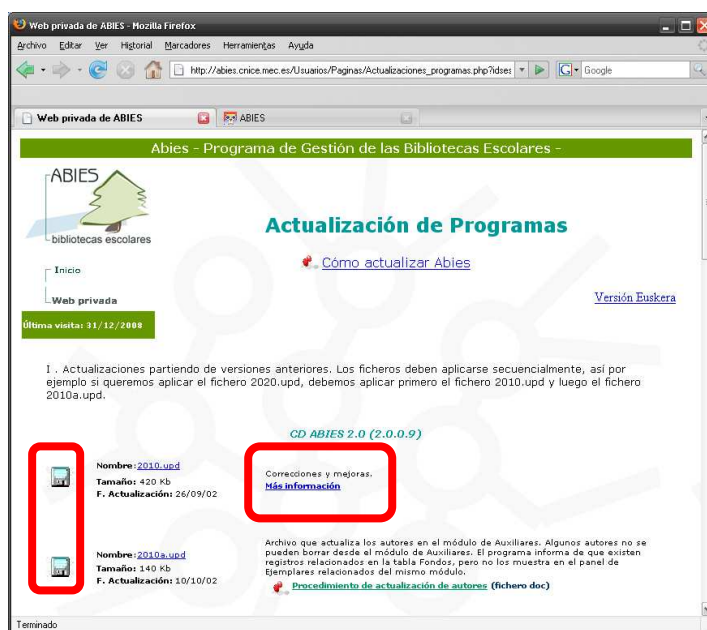 Web privada de ABIES - Mozilla Firefox
Archivo Editar Ver Historial Marcadores Herramientas Ayuda
http://abies.cnice.mec.es/Usuarios/Paginas/Actualizaciones_programas.php?idses
Google
Web privada de ABIES
ABIES
Abies - Programa de Gestión de las Bibliotecas Escolares -
ABIES
bibliotecas escolares
Actualización de Programas
Cómo actualizar Abies
Inicio
Web privada
Versión Euskera
Última visita: 31/12/2008
I . Actualizaciones partiendo de versiones anteriores. Los ficheros deben aplicarse secuencialmente, así por
ejemplo si queremos aplicar el fichero 2020.upd, debemos aplicar primero el fichero 2010.upd y luego el fichero
2010a.upd.
CD ABIES 2.0 (2.0.0.9)
Nombre: 2010.upd
Tamaño: 420 Kb
F. Actualización: 26/09/02
Correcciones y mejoras.
Más información
Nombre: 2010a.upd
Tamaño: 140 Kb
F. Actualización: 10/10/02
Archivo que actualiza los autores en el módulo de Auxiliares. Algunos autores no se
pueden borrar desde el módulo de Auxiliares. El programa informa de que existen
registros relacionados en la tabla Fondos, pero no los muestra en el panel de
Ejemplares relacionados del mismo módulo.
Procedimiento de actualización de autores (fichero doc)
Terminado